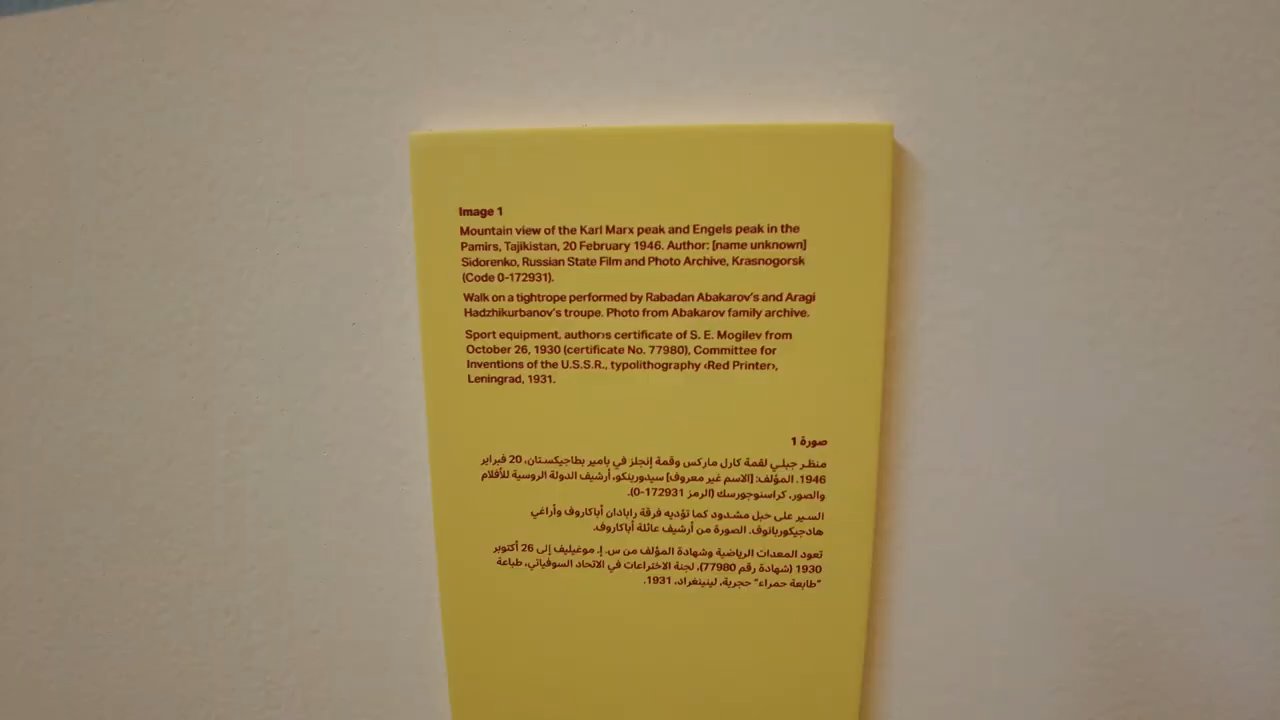 Image 1
Mountain view of the Karl Marx peak and Engels peak in the
Pamirs, Tajikistan, 20 February 1946. Author: [name unknown]
Sidorenko, Russian State Film and Photo Archive, Krasnogorsk
(Code 0-172931).
Walk on a tightrope performed by Rabadan Abakarov's and Aragi
Hadzhikurbanov's troupe. Photo from Abakarov family archive.
Sport equipment, author›s certificate of S. E. Mogilev from
October 26, 1930 (certificate No. 77980), Committee for
Inventions of the U.S.S.R., typolithography ‹Red Printer›,
Leningrad, 1931.
صورة 1
منظر جبلي لقمة كارل ماركس وقمة إنجلز في بامير بطاجيكستان، 20 فبراير
1946. المؤلف: [الاسم غير معروف] سيدورينكو، أرشيف الدولة الروسية للأفلام
والصور، كراسنوجورسك (الرمز 172931-0).
السير على حبل مشدود كما تؤديه فرقة رابادان أباكاروف وأراغي
هادجيكوربانوف. الصورة من أرشيف عائلة أباكاروف.
تعود المعدات الرياضية وشهادة المؤلف من س. إ. موغيليف إلى 26 أكتوبر
1930 (شهادة رقم 77980)، لجنة الاختراعات في الاتحاد السوفياتي، طباعة
"طابعة حمراء" حجرية، لينينغراد، 1931.